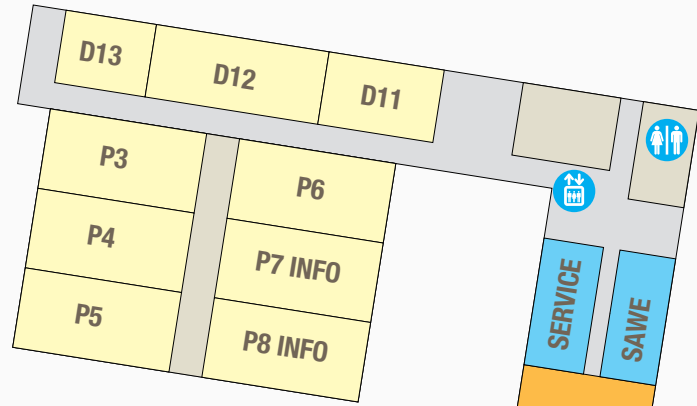 D13
D12
D11
P3
P6
P4
P7 INFO
P5
P8 INFO
SERVICE
SAWE